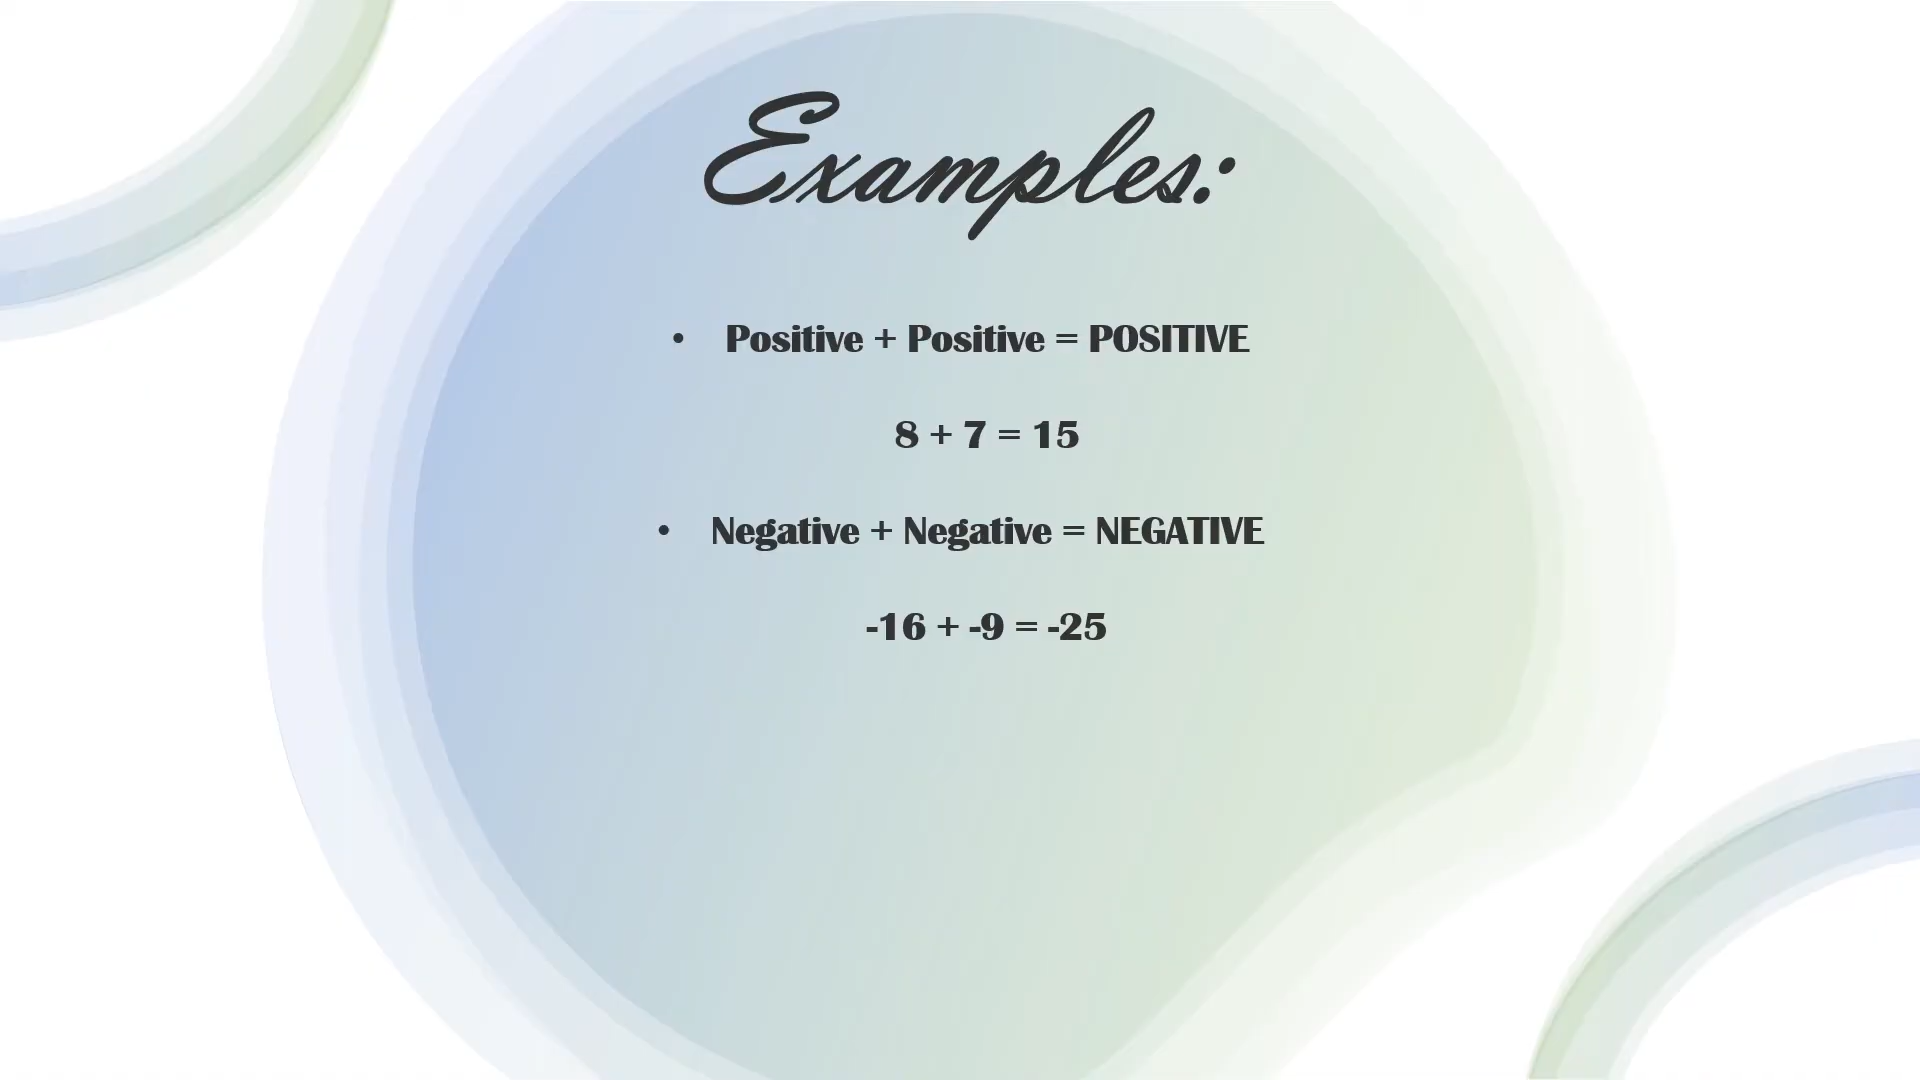 Examples:
• Positive + Positive = POSITIVE
8 + 7 = 15
• Negative + Negative = NEGATIVE
-16 + -9 = -25